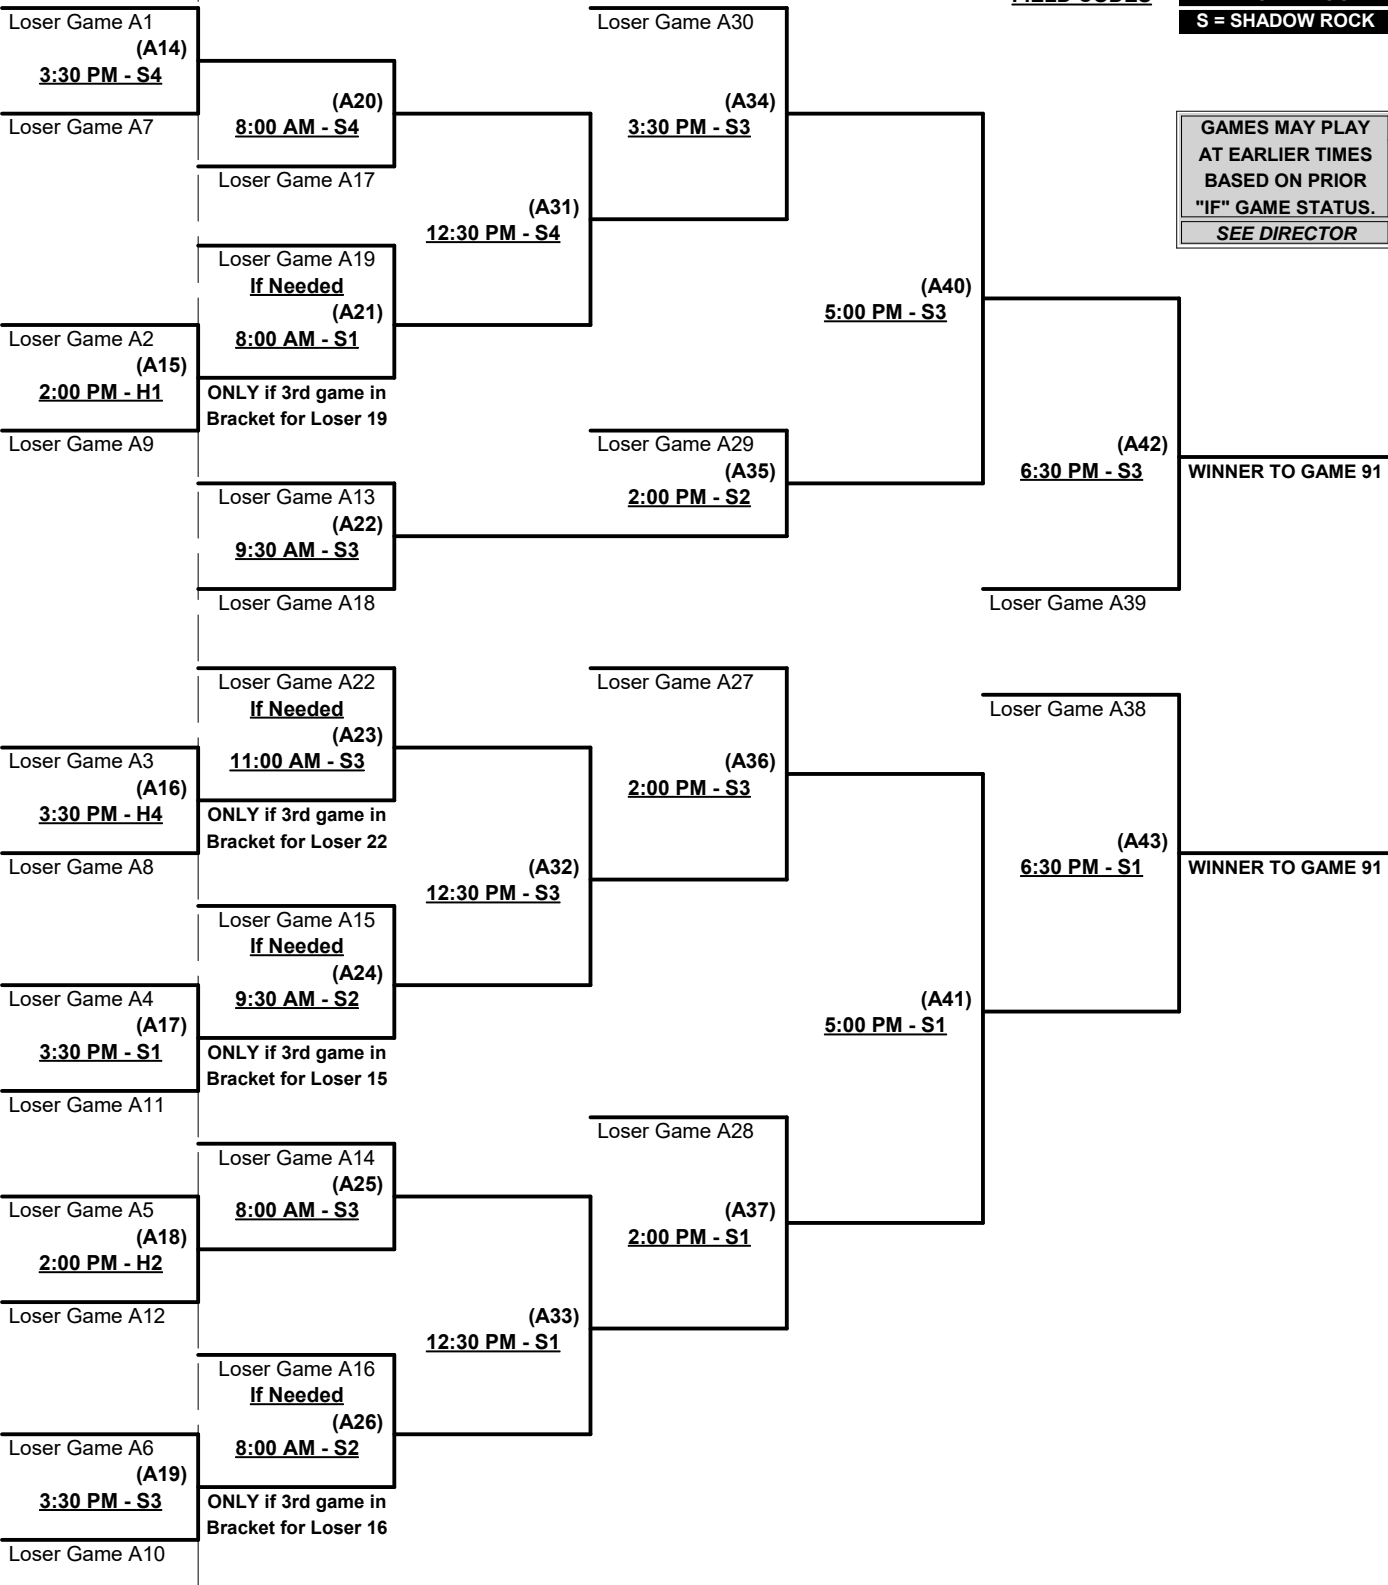 S = SHADOW ROCK
GAMES MAY PLAY
AT EARLIER TIMES
BASED ON PRIOR
"IF" GAME STATUS.
SEE DIRECTOR
Loser Game A1
(A14)
3:30 PM - S4
Loser Game A7
(A20)
8:00 AM - S4
Loser Game A17
Loser Game A19
If Needed
(A21)
8:00 AM - S1
ONLY if 3rd game in
Bracket for Loser 19
Loser Game A2
(A15)
2:00 PM - H1
Loser Game A9
Loser Game A13
(A22)
9:30 AM - S3
Loser Game A18
(A31)
12:30 PM - S4
Loser Game A30
(A34)
3:30 PM - S3
Loser Game A29
(A35)
2:00 PM - S2
(A40)
5:00 PM - S3
(A42)
6:30 PM - S3
Loser Game A39
WINNER TO GAME 91
Loser Game A22
If Needed
(A23)
11:00 AM - S3
ONLY if 3rd game in
Bracket for Loser 22
Loser Game A3
(A16)
3:30 PM - H4
Loser Game A8
Loser Game A15
If Needed
(A24)
9:30 AM - S2
ONLY if 3rd game in
Bracket for Loser 15
Loser Game A4
(A17)
3:30 PM - S1
Loser Game A11
(A32)
12:30 PM - S3
Loser Game A27
(A36)
2:00 PM - S3
Loser Game A38
(A43)
6:30 PM - S1
WINNER TO GAME 91
(A41)
5:00 PM - S1
Loser Game A14
(A25)
8:00 AM - S3
Loser Game A5
(A18)
2:00 PM - H2
Loser Game A12
Loser Game A28
(A37)
2:00 PM - S1
(A33)
12:30 PM - S1
Loser Game A16
If Needed
(A26)
8:00 AM - S2
ONLY if 3rd game in
Bracket for Loser 16
Loser Game A6
(A19)
3:30 PM - S3
Loser Game A10